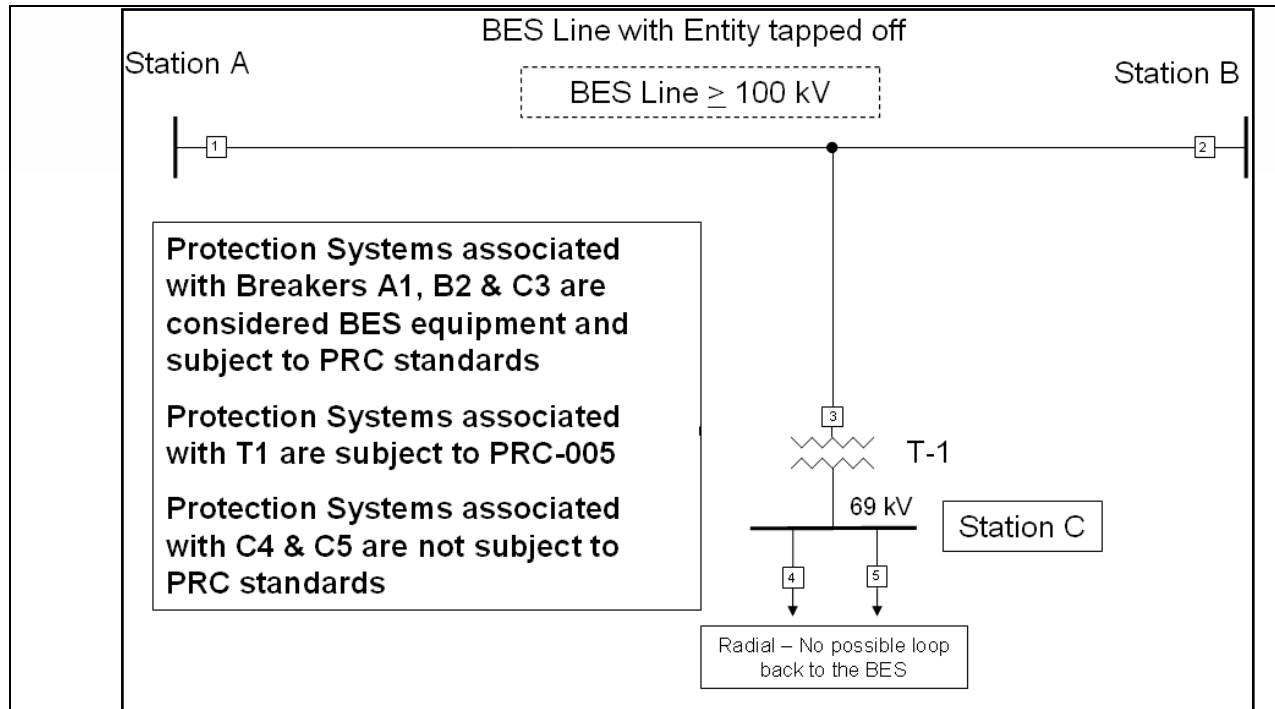 BES Line with Entity tapped off
Station A
BES Line ≥ 100 kV
Station B
1
2
Protection Systems associated
with Breakers A1, B2 & C3 are
considered BES equipment and
subject to PRC standards
Protection Systems associated
with T1 are subject to PRC-005
Protection Systems associated
with C4 & C5 are not subject to
PRC standards
3
T-1
69 kV
Station C
4
5
Radial – No possible loop
back to the BES